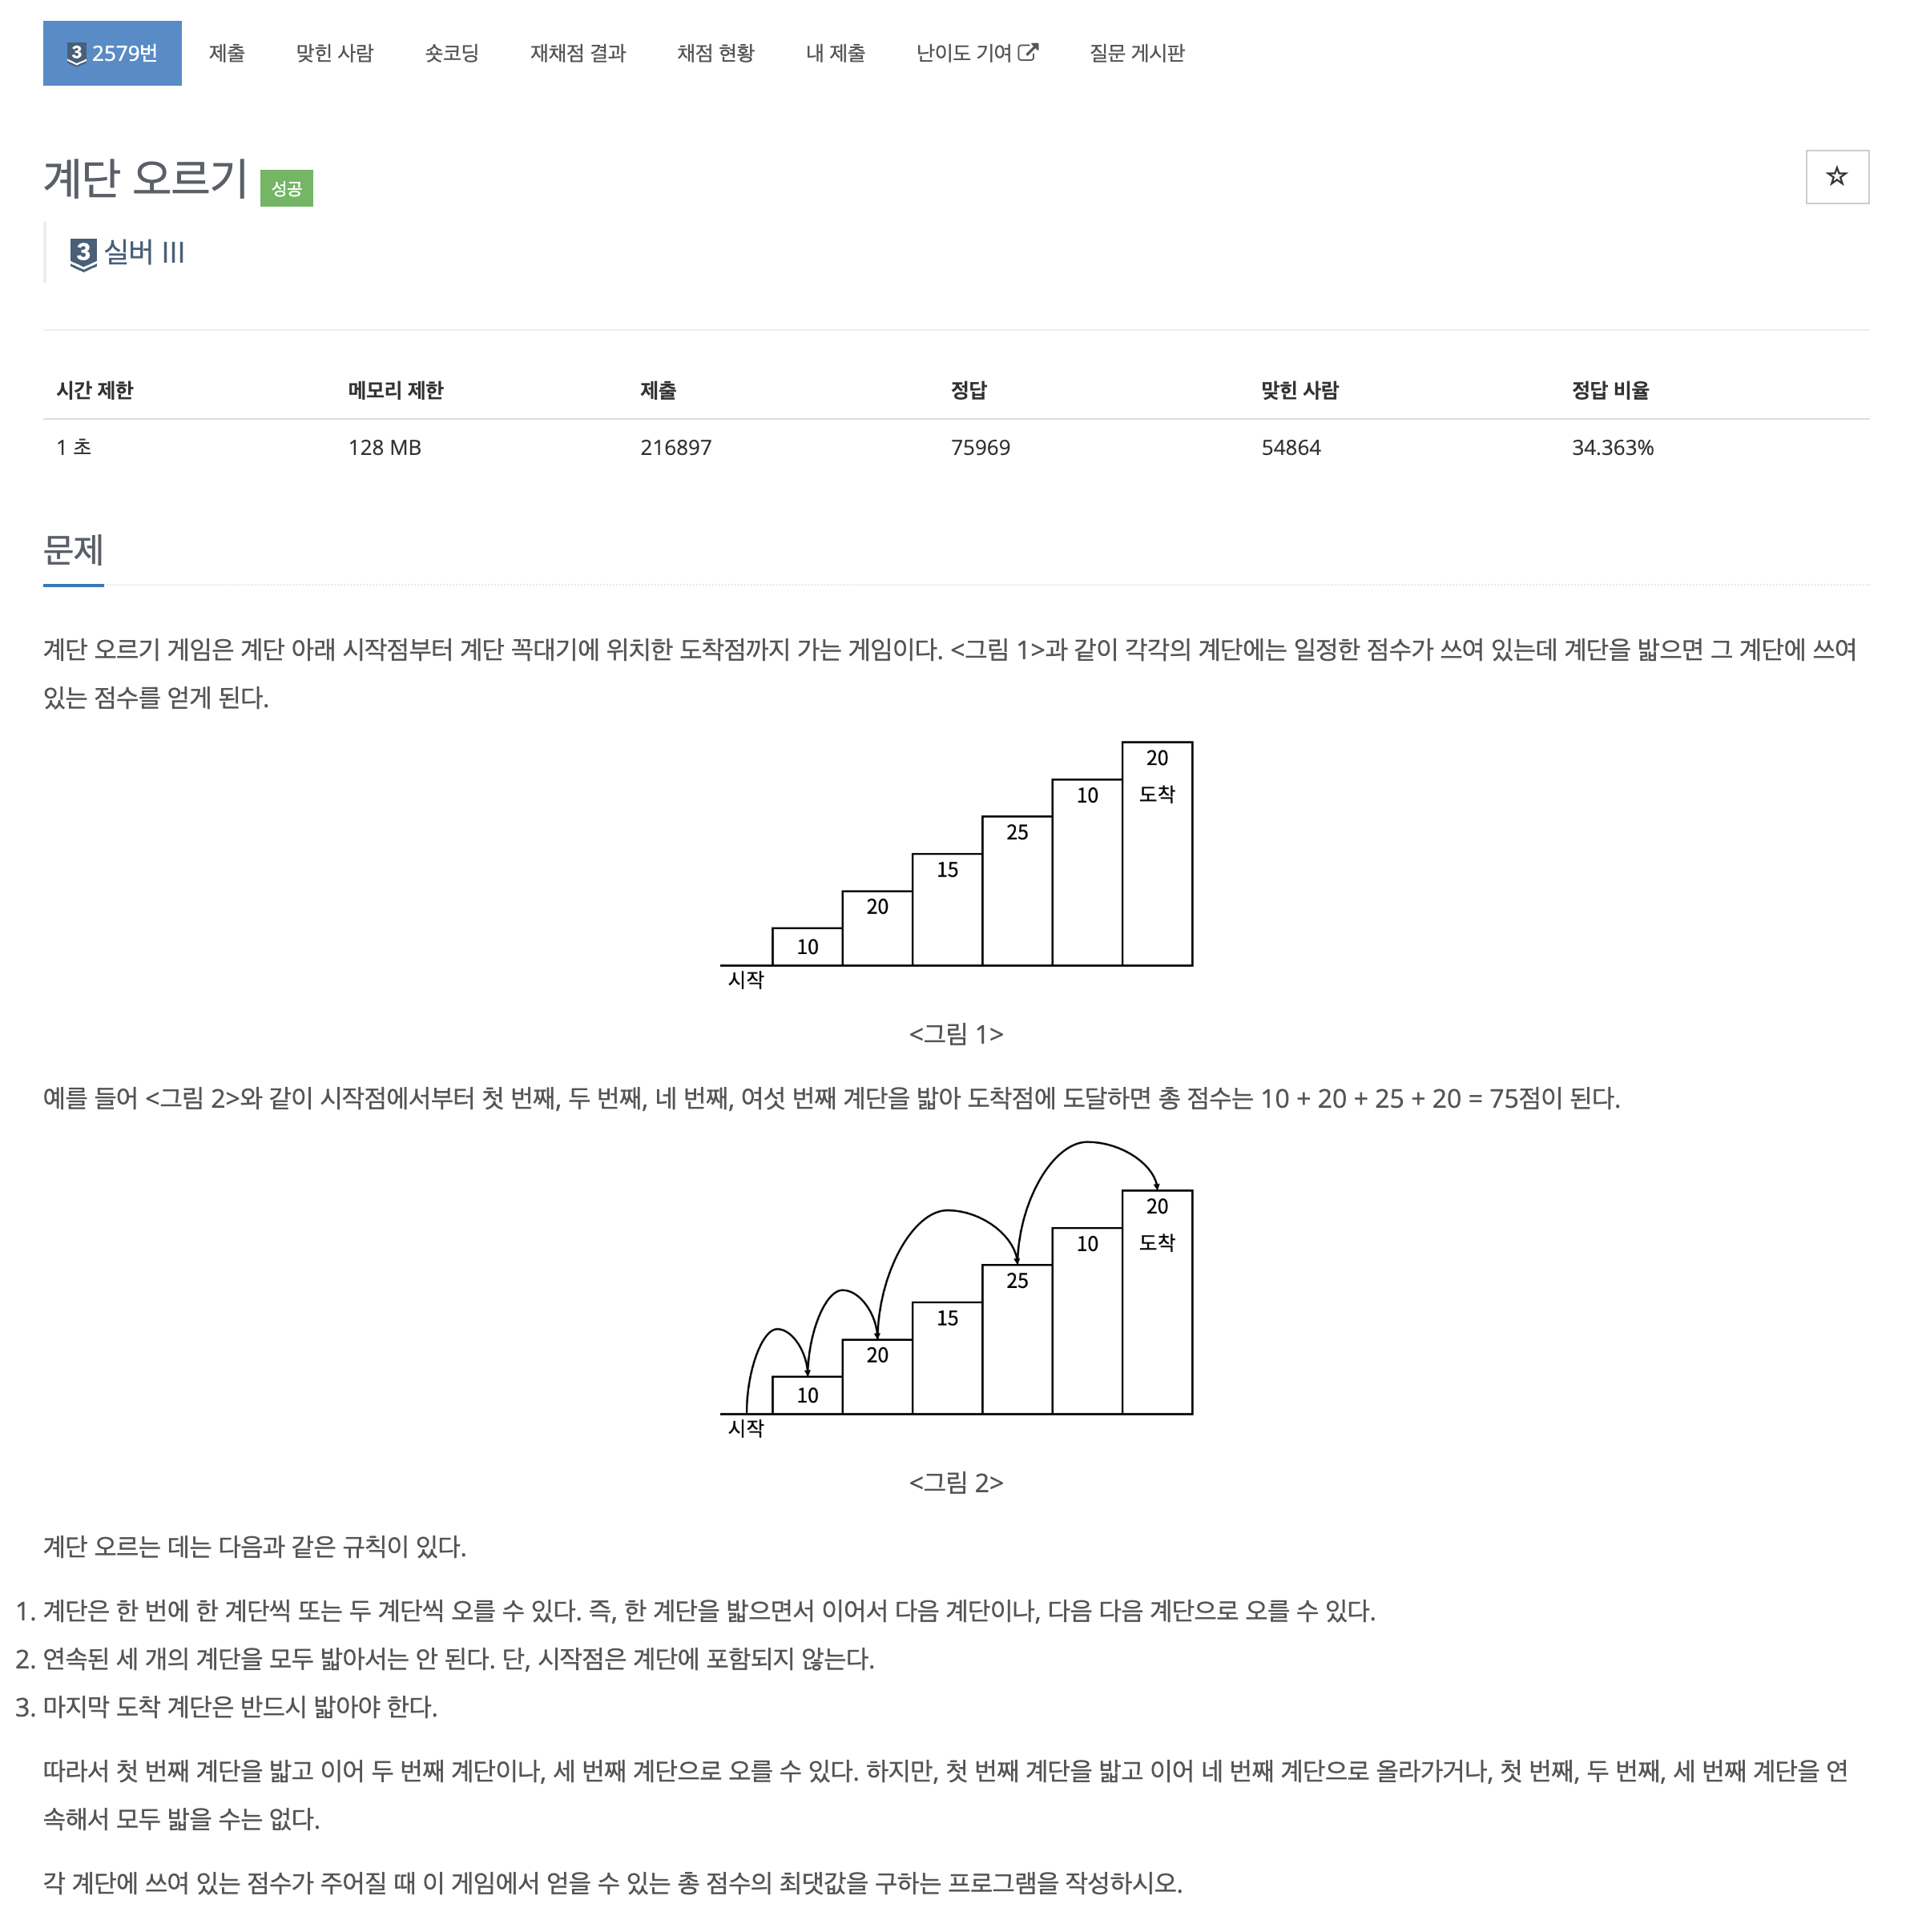 3 2579번 제출 맞힌 사람 숏코딩 재채점 결과 채점 현황 내 제출 난이도 기여 질문 게시판
계단 오르기 성공
3 실버 III
시간 제한 메모리 제한 제출 정답 맞힌 사람 정답 비율
1 초 128 MB 216897 75969 54864 34.363%
문제
계단 오르기 게임은 계단 아래 시작점부터 계단 꼭대기에 위치한 도착점까지 가는 게임이다. <그림 1>과 같이 각각의 계단에는 일정한 점수가 쓰여 있는데 계단을 밟으면 그 계단에 쓰여
있는 점수를 얻게 된다.
20
10 도착
25
15
20
10
시작
<그림 1>
예를 들어 <그림 2>와 같이 시작점에서부터 첫 번째, 두 번째, 네 번째, 여섯 번째 계단을 밟아 도착점에 도달하면 총 점수는 10 + 20 + 25 + 20 = 75점이 된다.
20
10 도착
25
15
20
10
시작
<그림 2>
계단 오르는 데는 다음과 같은 규칙이 있다.
1. 계단은 한 번에 한 계단씩 또는 두 계단씩 오를 수 있다. 즉, 한 계단을 밟으면서 이어서 다음 계단이나, 다음 다음 계단으로 오를 수 있다.
2. 연속된 세 개의 계단을 모두 밟아서는 안 된다. 단, 시작점은 계단에 포함되지 않는다.
3. 마지막 도착 계단은 반드시 밟아야 한다.
따라서 첫 번째 계단을 밟고 이어 두 번째 계단이나, 세 번째 계단으로 오를 수 있다. 하지만, 첫 번째 계단을 밟고 이어 네 번째 계단으로 올라가거나, 첫 번째, 두 번째, 세 번째 계단을 연
속해서 모두 밟을 수는 없다.
각 계단에 쓰여 있는 점수가 주어질 때 이 게임에서 얻을 수 있는 총 점수의 최댓값을 구하는 프로그램을 작성하시오.